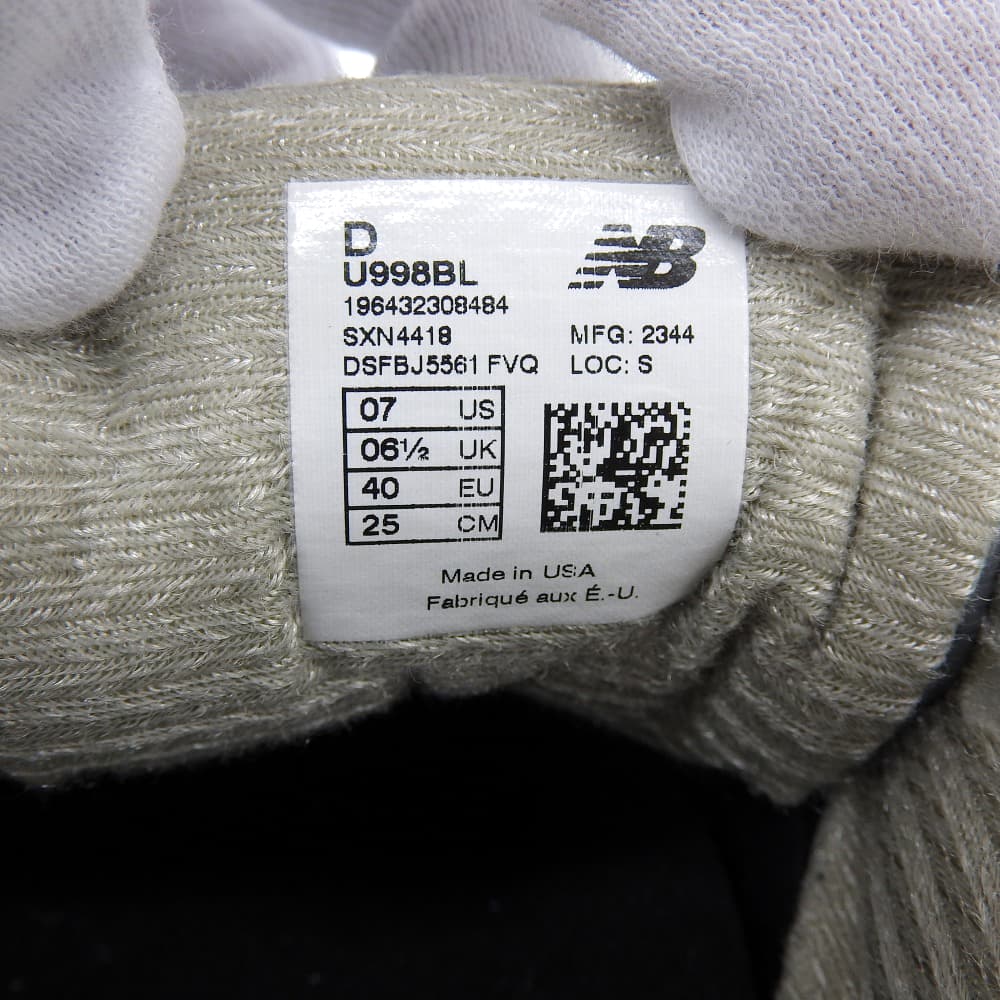 D
NB
U998BL
196432308484
SXN4418 MFG: 2344
DSFBJ5561 FVQ LOC: S
07 US
06½ UK
40 EU
25 CM
Made in USA
Fabriqué aux É.-U.